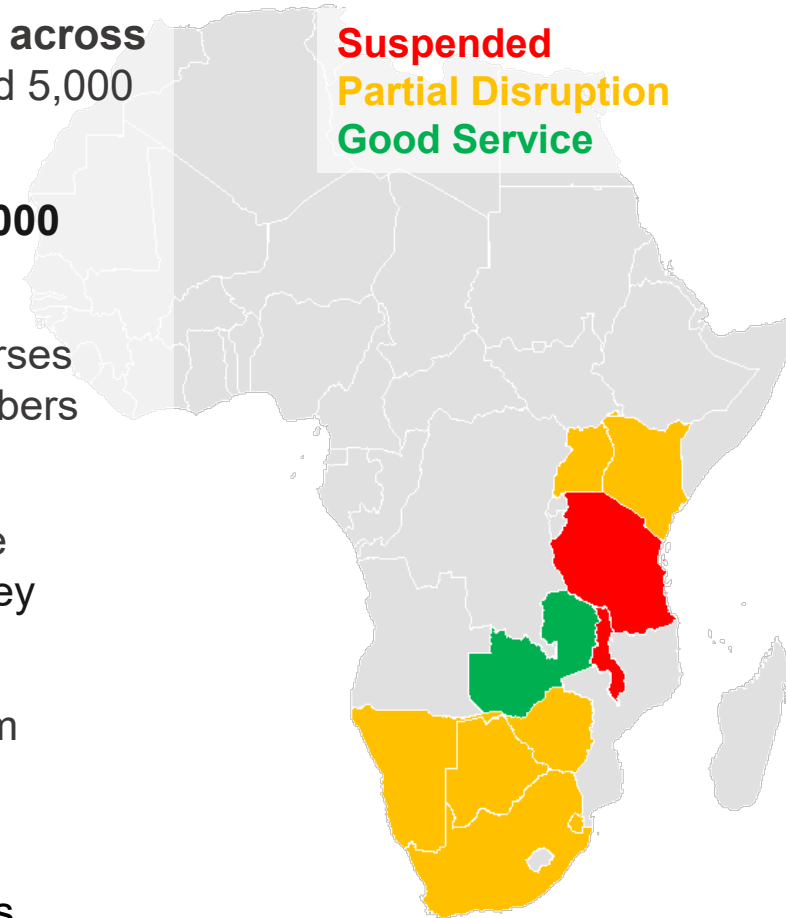 across
Suspended
d 5,000
Partial Disruption
Good Service
000
rses
bers
e
ey
m
s